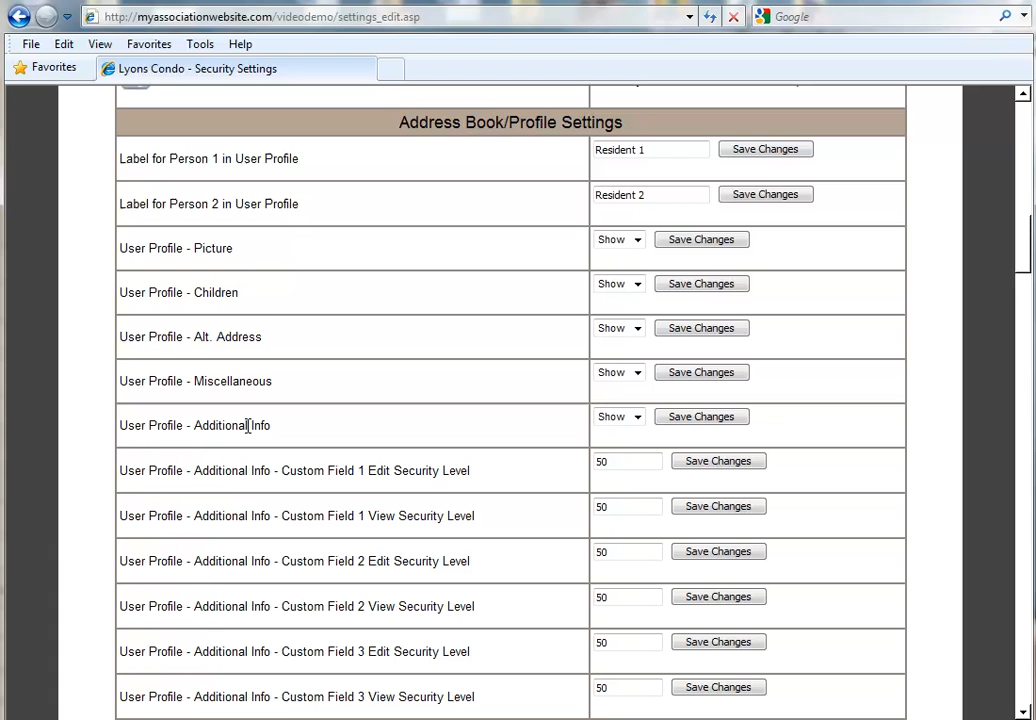 http://myassociationwebsite.com/videodemo/settings_edit.asp
Google
File Edit View Favorites Tools Help
Favorites
Lyons Condo - Security Settings
Address Book/Profile Settings
Label for Person 1 in User Profile
Resident 1
Save Changes
Label for Person 2 in User Profile
Resident 2
Save Changes
User Profile - Picture
Show
Save Changes
User Profile - Children
Show
Save Changes
User Profile - Alt. Address
Show
Save Changes
User Profile - Miscellaneous
Show
Save Changes
User Profile - Additional Info
Show
Save Changes
User Profile - Additional Info - Custom Field 1 Edit Security Level
50
Save Changes
User Profile - Additional Info - Custom Field 1 View Security Level
50
Save Changes
User Profile - Additional Info - Custom Field 2 Edit Security Level
50
Save Changes
User Profile - Additional Info - Custom Field 2 View Security Level
50
Save Changes
User Profile - Additional Info - Custom Field 3 Edit Security Level
50
Save Changes
User Profile - Additional Info - Custom Field 3 View Security Level
50
Save Changes